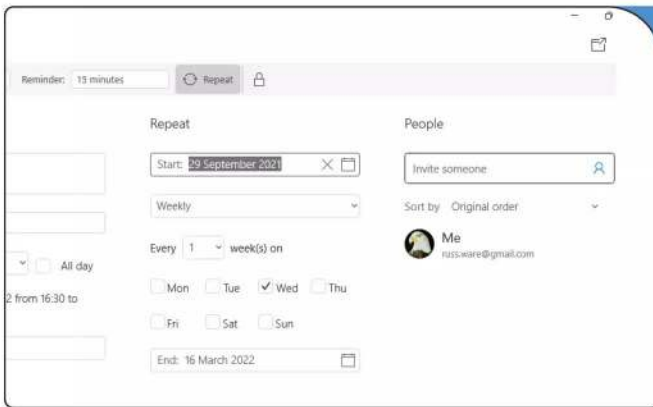 Reminder: 15 minutes Repeat
Repeat
Start: 29 September 2021
Weekly
Every 1 week(s) on
Mon Tue Wed Thu
Fri Sat Sun
End: 16 March 2022
All day
2 from 16:30 to
People
Invite someone
Sort by Original order
Me
russ.ware@gmail.com